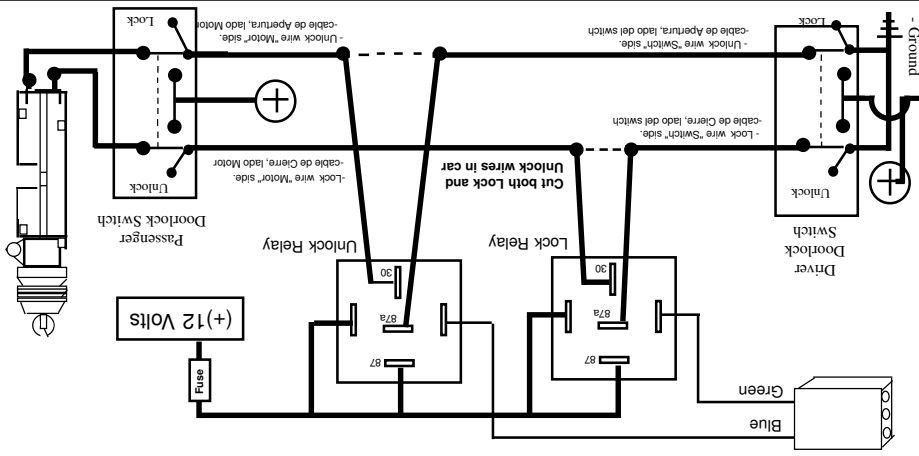 Lock
- Unlock wire "Motor" side.
-cable de Apertura, lado Motor
- Unlock wire "Switch" side.
-cable de Apertura, lado del switch
Lock
- Ground
- Lock wire "Switch" side.
-cable de Cierre, lado del switch
-Lock wire "Motor" side.
-cable de Cierre, lado Motor
Cut both Lock and
Unlock wires in car
Unlock
Unlock
Passenger
Doorlock Switch
Driver
Doorlock
Switch
Unlock Relay
Lock Relay
30
87a
87
30
87a
87
(+)12 Volts
Fuse
Green
Blue